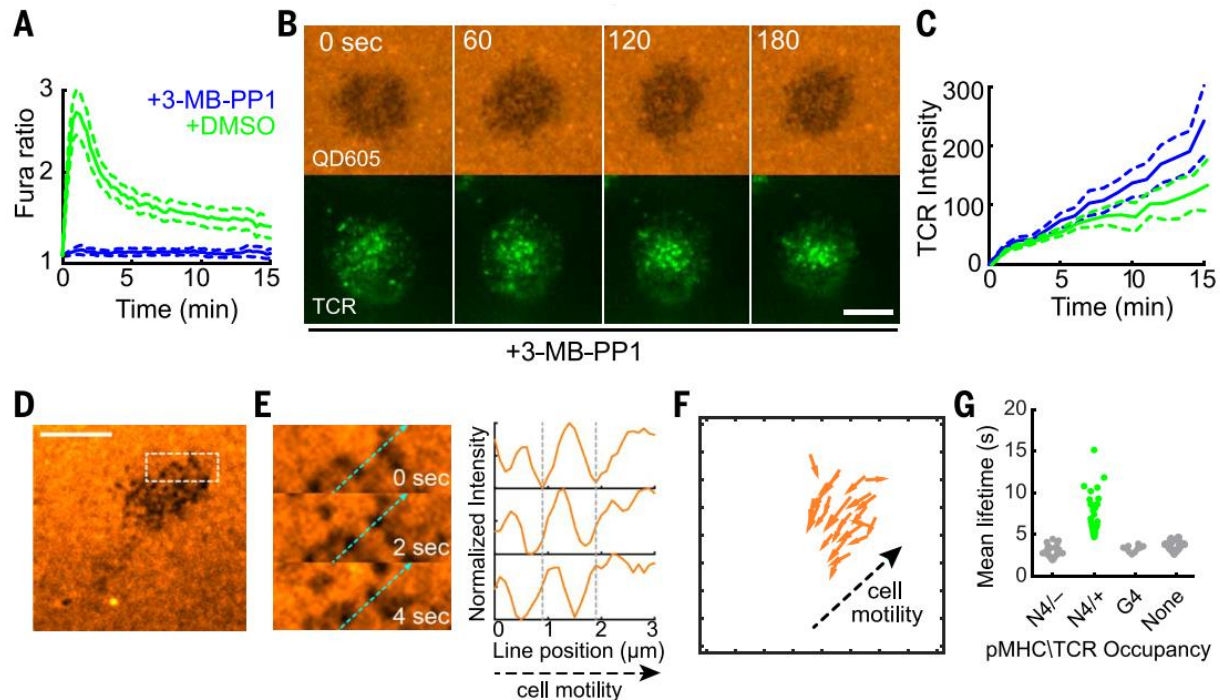 A
3
2
1
Fura ratio
+3-MB-PP1
+DMSO
0
5
10
15
Time (min)
B
0 sec
60
120
180
QD605
TCR
+3-MB-PP1
C
300
200
100
0
TCR Intensity
0
5
10
15
Time (min)
D
E
0 sec
2 sec
4 sec
Normalized Intensity
0
1
2
3
Line position (µm)
cell motility
F
cell
motility
G
20
15
10
5
0
Mean lifetime (s)
N4/−
N4/+
G4
None
pMHC\TCR Occupancy